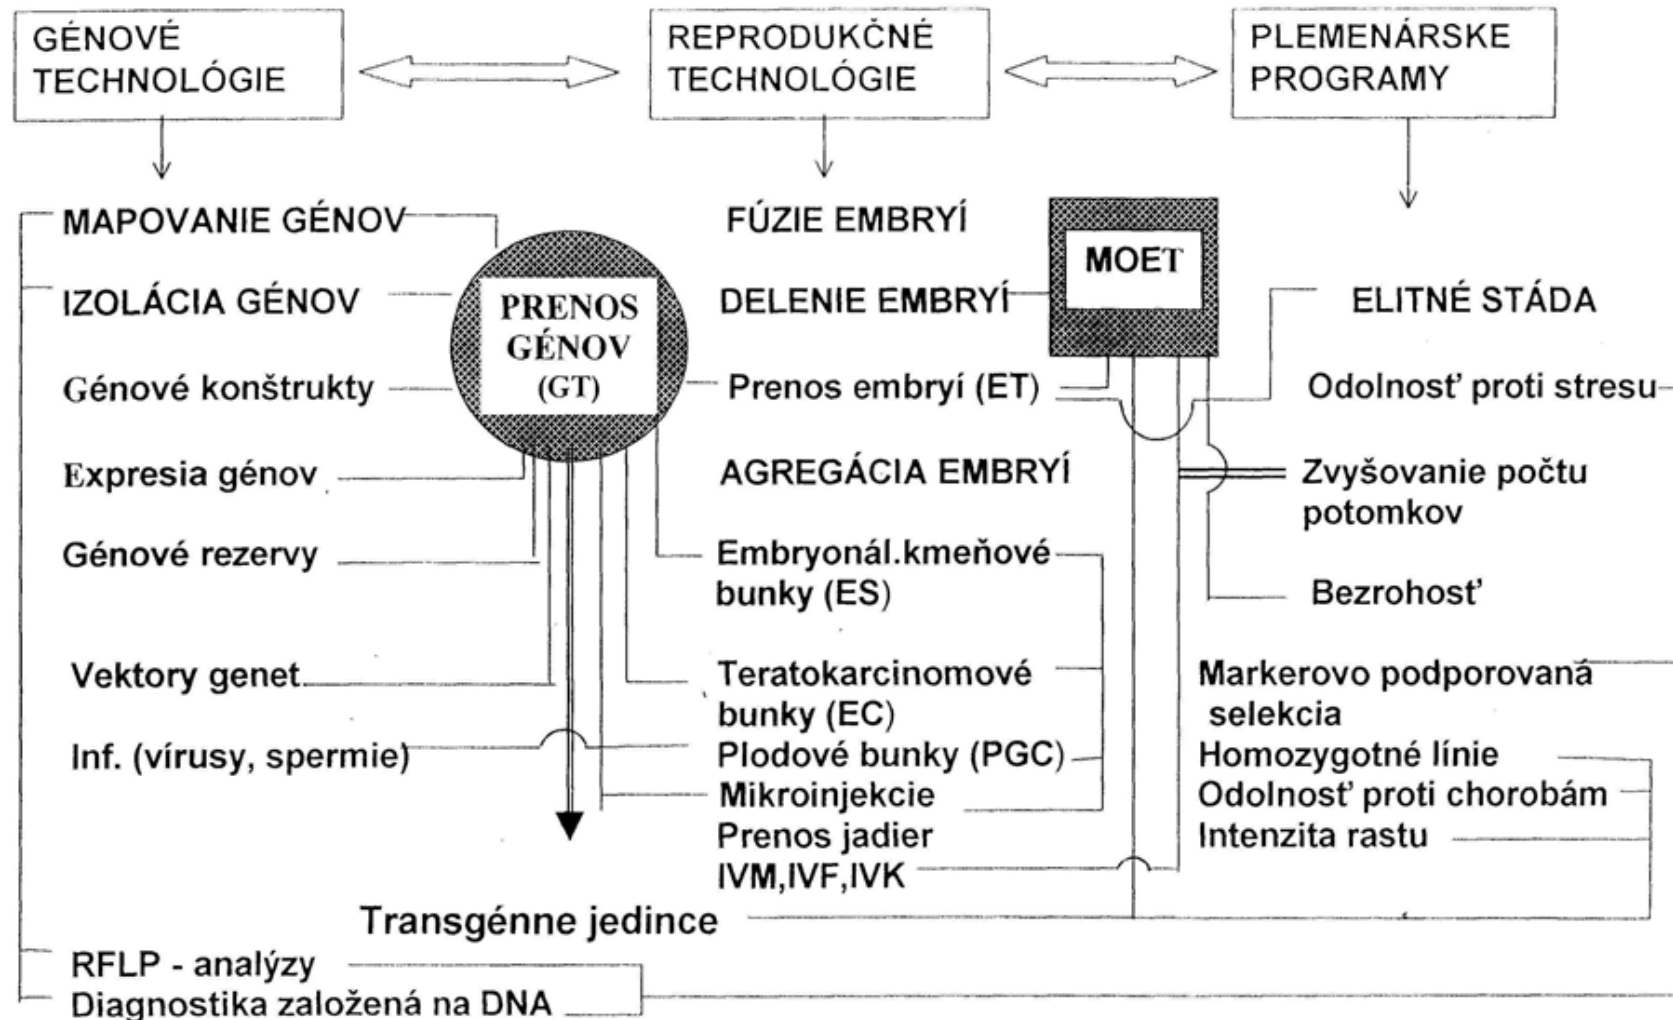 GÉNOVÉ
TECHNOLÓGIE
REPRODUKČNÉ
TECHNOLÓGIE
PLEMENÁRSKE
PROGRAMY
MAPOVANIE GÉNOV
IZOLÁCIA GÉNOV
Génové konštrukty
Expresia génov
Génové rezervy
Vektory genet.
Inf. (vírusy, spermie)
PRENOS
GÉNOV
(GT)
FÚZIE EMBRYÍ
DELENIE EMBRYÍ
Prenos embryí (ET)
AGREGÁCIA EMBRYÍ
Embryonál.kmeňové
bunky (ES)
Teratokarcinomové
bunky (EC)
Plodové bunky (PGC)
Mikroinjekcie
Prenos jadier
IVM,IVF,IVK
MOET
ELITNÉ STÁDA
Odolnosť proti stresu
Zvyšovanie počtu
potomkov
Bezrohosť
Markerovo podporovaná
selekcia
Homozygotné línie
Odolnosť proti chorobám
Intenzita rastu
Transgénne jedince
RFLP - analýzy
Diagnostika založená na DNA